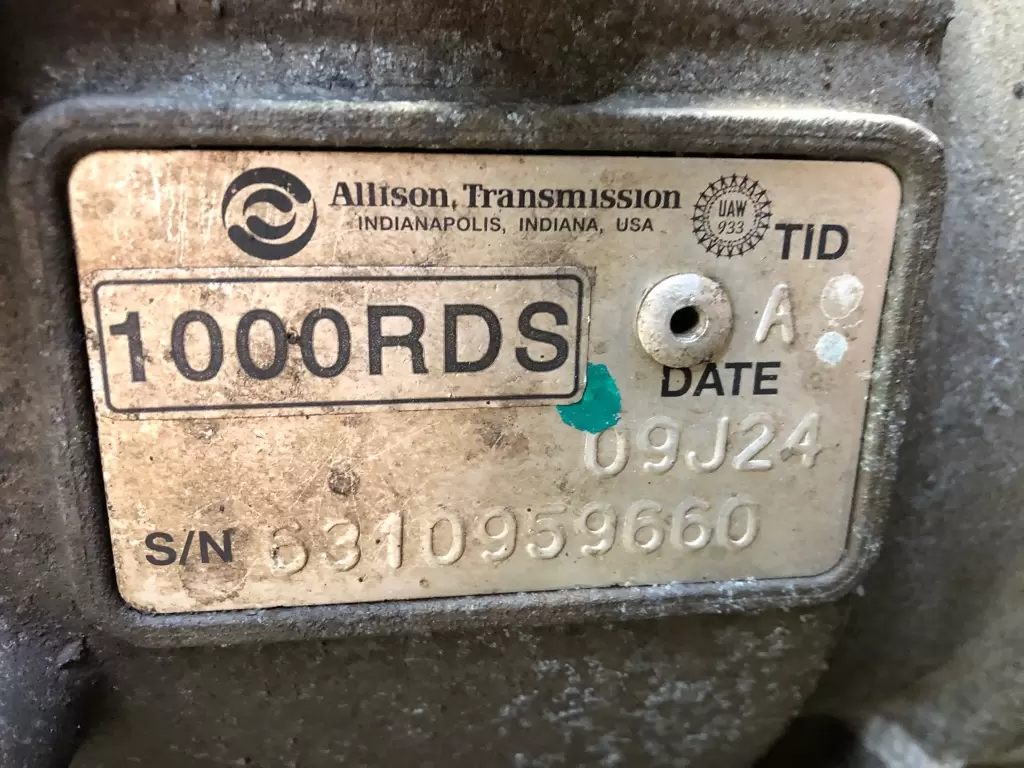 Allison Transmission
INDIANAPOLIS, INDIANA, USA
UAW
933
TID
1000RDS
A
DATE
09J24
S/N 6310959660